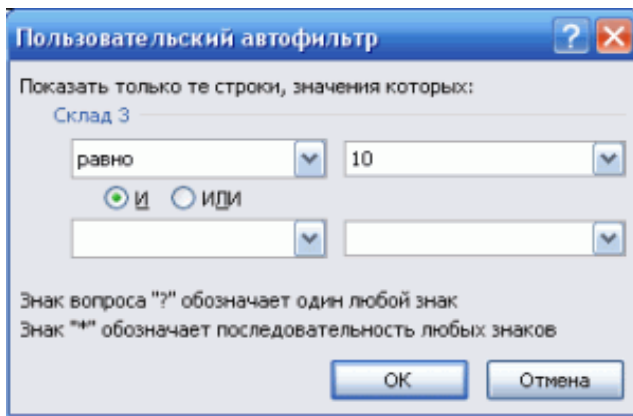 Пользовательский автофильтр
Показать только те строки, значения которых:
Склад 3
равно 10
И ИЛИ
Знак вопроса "?" обозначает один любой знак
Знак "*" обозначает последовательность любых знаков
ОК Отмена